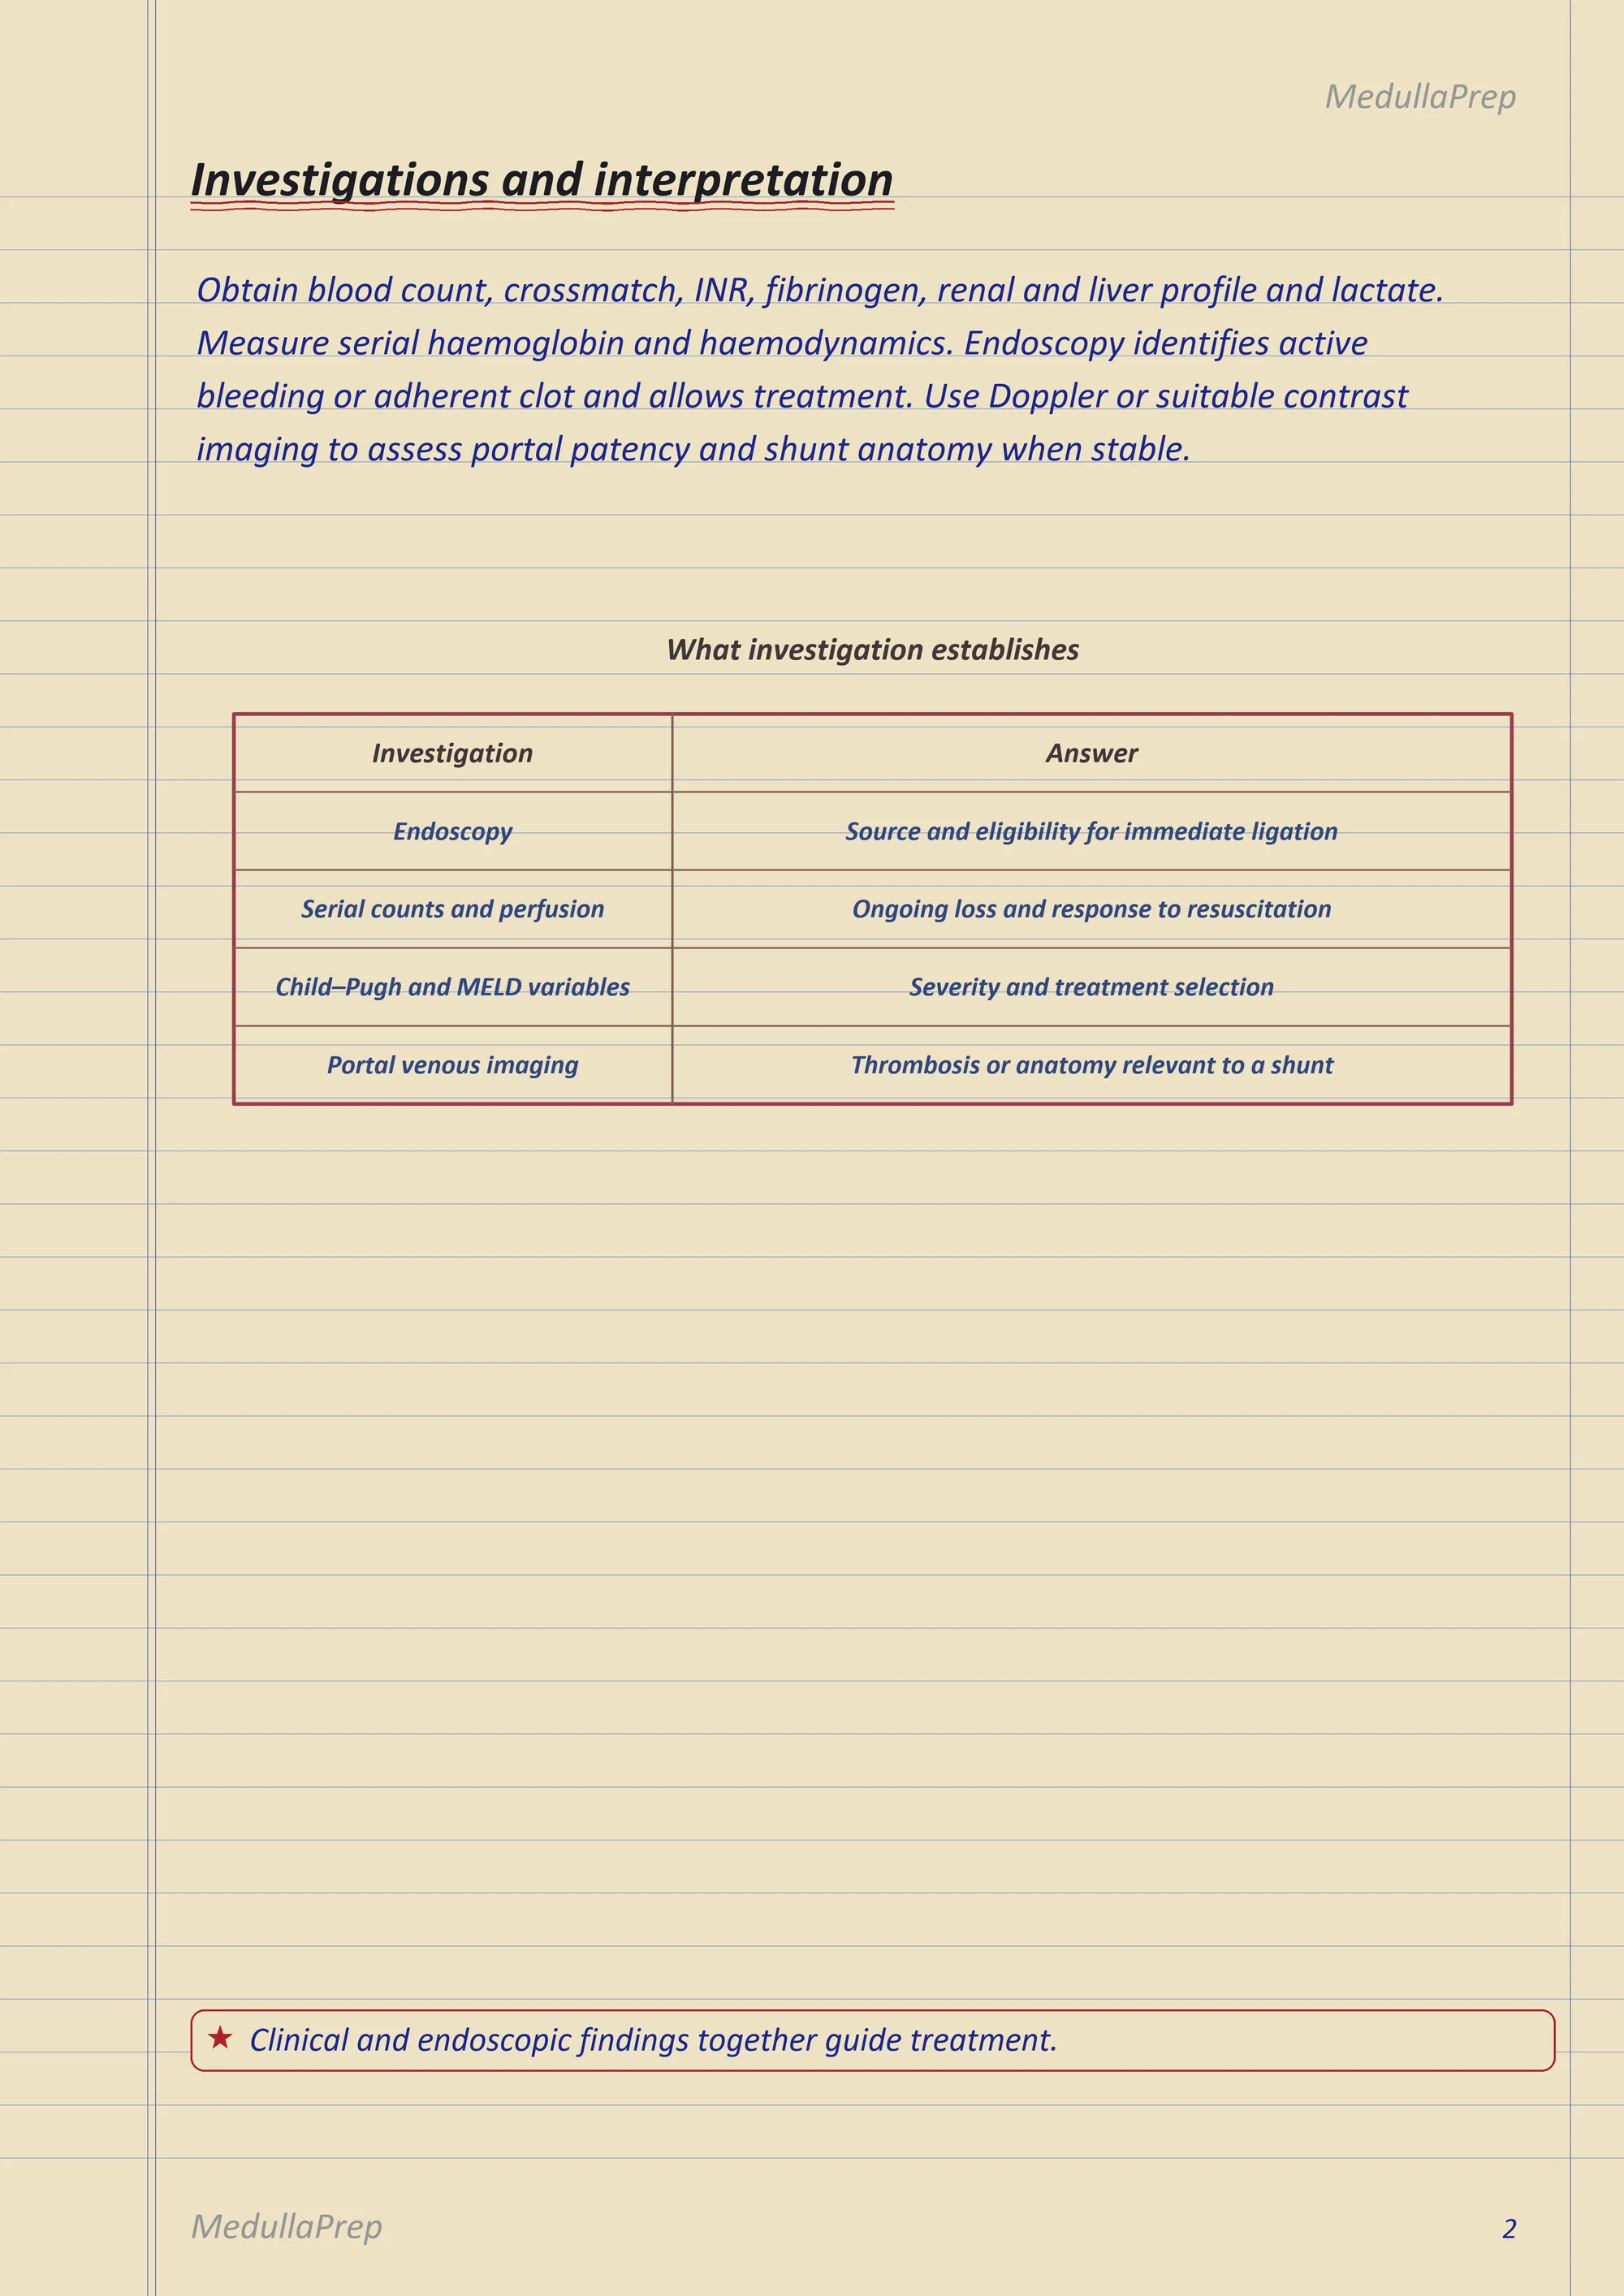 MedullaPrep
Investigations and interpretation
Obtain blood count, crossmatch, INR, fibrinogen, renal and liver profile and lactate.
Measure serial haemoglobin and haemodynamics. Endoscopy identifies active
bleeding or adherent clot and allows treatment. Use Doppler or suitable contrast
imaging to assess portal patency and shunt anatomy when stable.
What investigation establishes
Investigation Answer
Endoscopy Source and eligibility for immediate ligation
Serial counts and perfusion Ongoing loss and response to resuscitation
Child–Pugh and MELD variables Severity and treatment selection
Portal venous imaging Thrombosis or anatomy relevant to a shunt
★ Clinical and endoscopic findings together guide treatment.
MedullaPrep 2